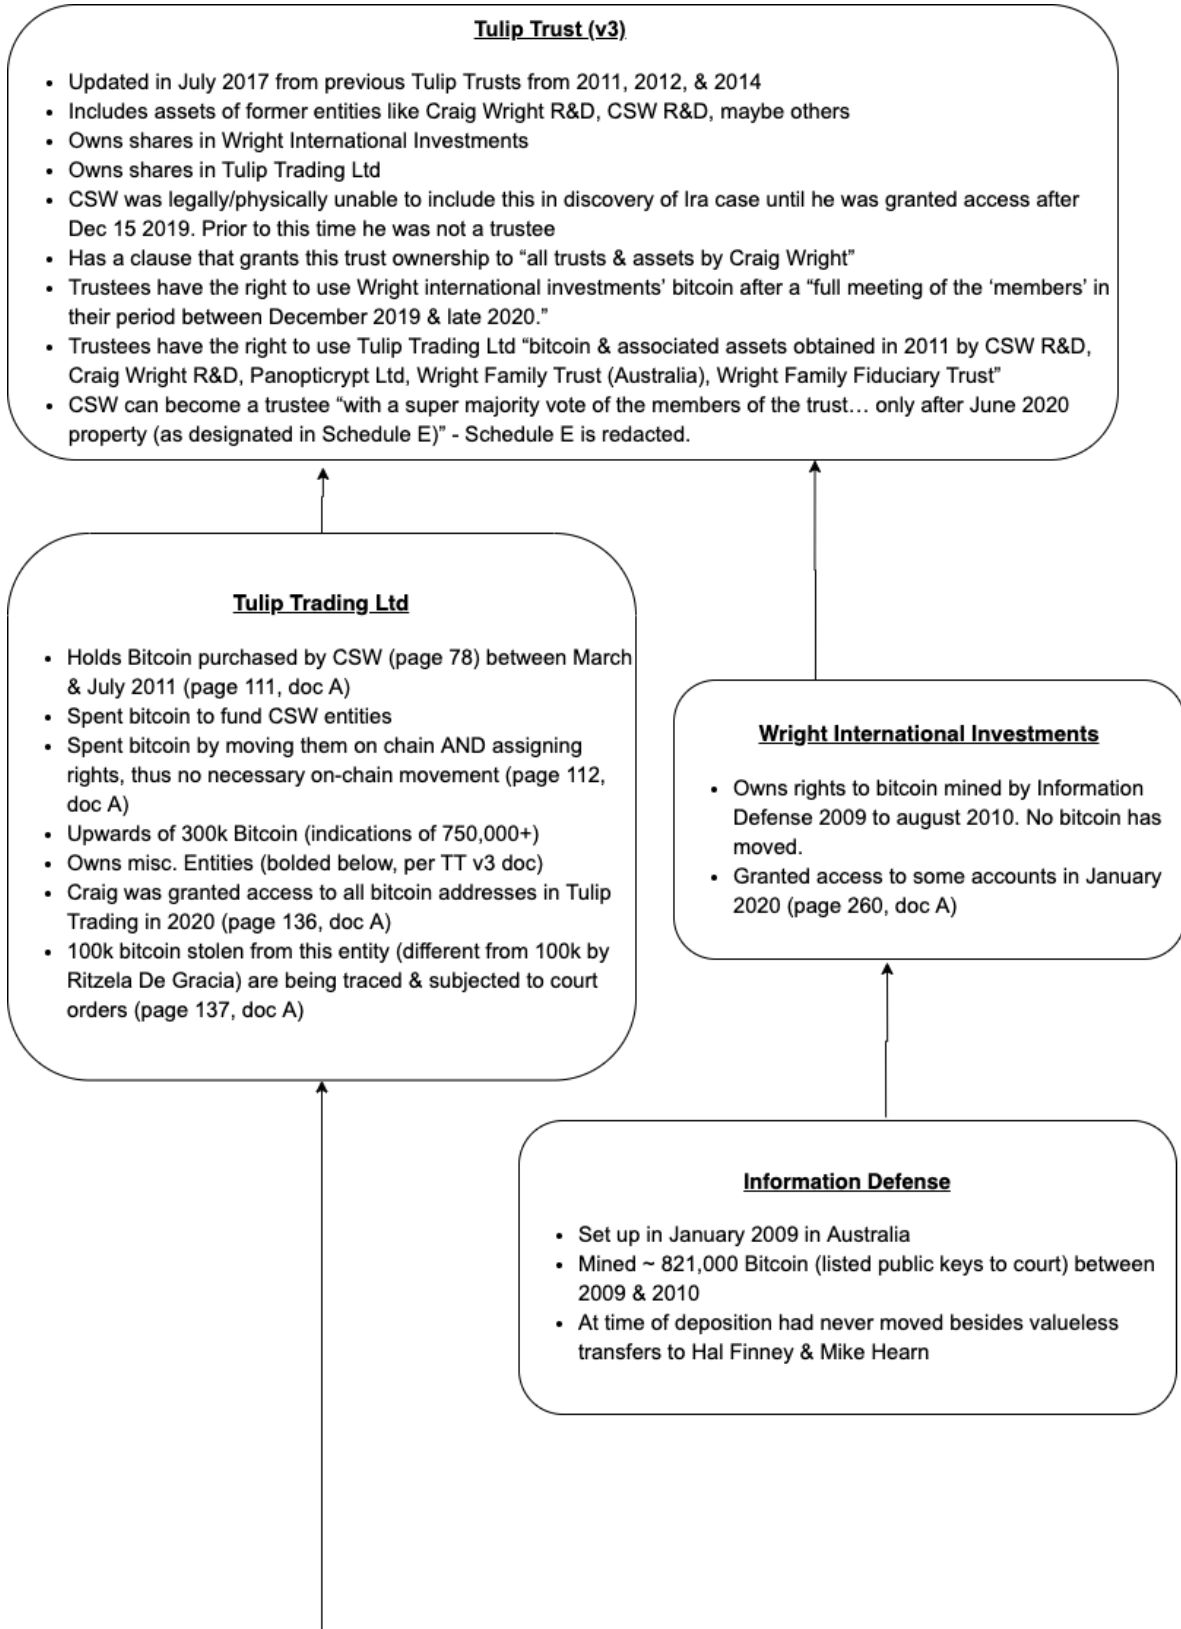 Tulip Trust (v3)
• Updated in July 2017 from previous Tulip Trusts from 2011, 2012, & 2014
• Includes assets of former entities like Craig Wright R&D, CSW R&D, maybe others
• Owns shares in Wright International Investments
• Owns shares in Tulip Trading Ltd
• CSW was legally/physically unable to include this in discovery of Ira case until he was granted access after
Dec 15 2019. Prior to this time he was not a trustee
• Has a clause that grants this trust ownership to “all trusts & assets by Craig Wright”
• Trustees have the right to use Wright international investments’ bitcoin after a “full meeting of the ‘members’ in
their period between December 2019 & late 2020.”
• Trustees have the right to use Tulip Trading Ltd “bitcoin & associated assets obtained in 2011 by CSW R&D,
Craig Wright R&D, Panopticrypt Ltd, Wright Family Trust (Australia), Wright Family Fiduciary Trust”
• CSW can become a trustee “with a super majority vote of the members of the trust… only after June 2020
property (as designated in Schedule E)” - Schedule E is redacted.
Tulip Trading Ltd
• Holds Bitcoin purchased by CSW (page 78) between March
& July 2011 (page 111, doc A)
• Spent bitcoin to fund CSW entities
• Spent bitcoin by moving them on chain AND assigning
rights, thus no necessary on-chain movement (page 112,
doc A)
• Upwards of 300k Bitcoin (indications of 750,000+)
• Owns misc. Entities (bolded below, per TT v3 doc)
• Craig was granted access to all bitcoin addresses in Tulip
Trading in 2020 (page 136, doc A)
• 100k bitcoin stolen from this entity (different from 100k by
Ritzela De Gracia) are being traced & subjected to court
orders (page 137, doc A)
Wright International Investments
• Owns rights to bitcoin mined by Information
Defense 2009 to august 2010. No bitcoin has
moved.
• Granted access to some accounts in January
2020 (page 260, doc A)
Information Defense
• Set up in January 2009 in Australia
• Mined ~ 821,000 Bitcoin (listed public keys to court) between
2009 & 2010
• At time of deposition had never moved besides valueless
transfers to Hal Finney & Mike Hearn